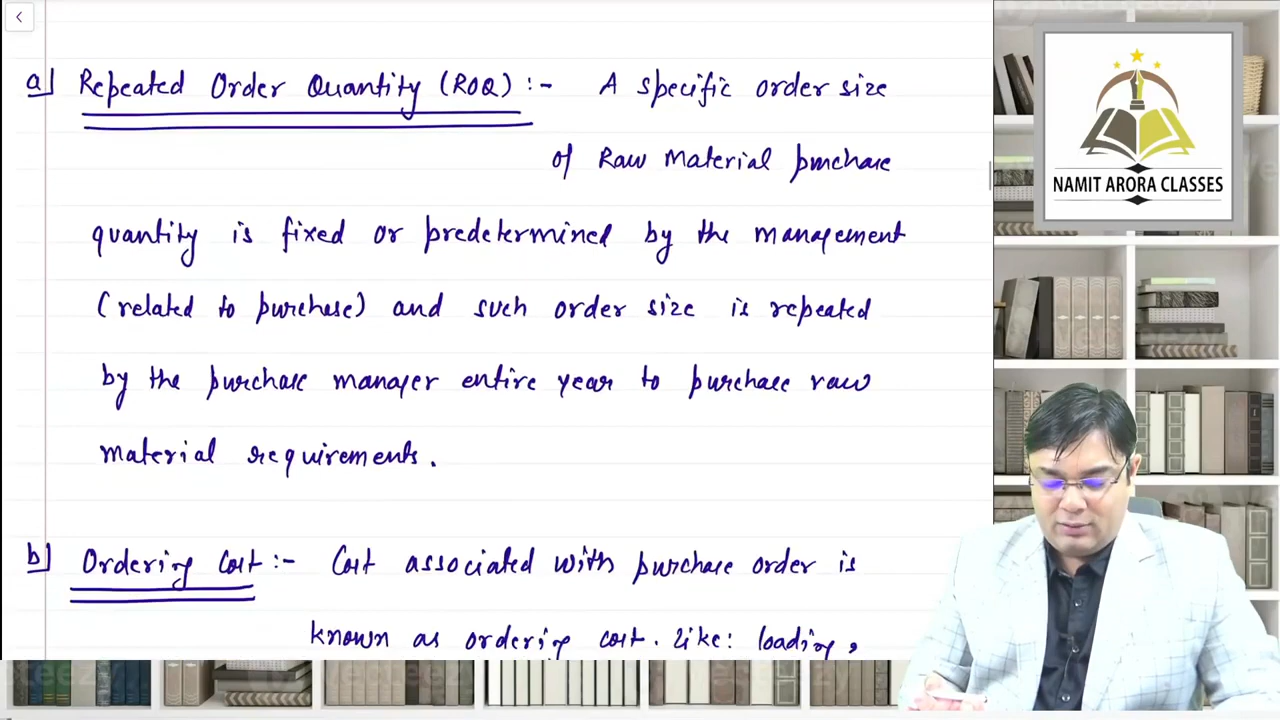 a] Repeated Order Quantity (ROQ) :- A specific order size
of Raw Material purchase
quantity is fixed or predetermined by the management
(related to purchase) and such order size is repeated
by the purchase manager entire year to purchase raw
material requirements.
b] Ordering Cost :- Cost associated with purchase order is
known as ordering cost. Like: loading,
NAMIT ARORA CLASSES